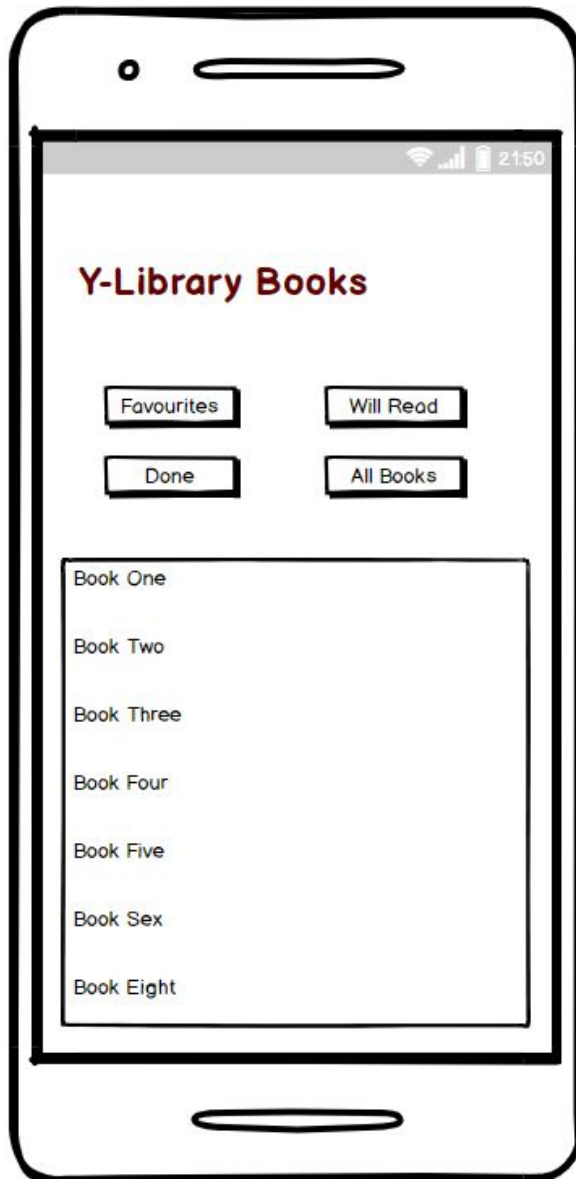 21:50
Y-Library Books
Favourites
Will Read
Done
All Books
Book One
Book Two
Book Three
Book Four
Book Five
Book Sex
Book Eight